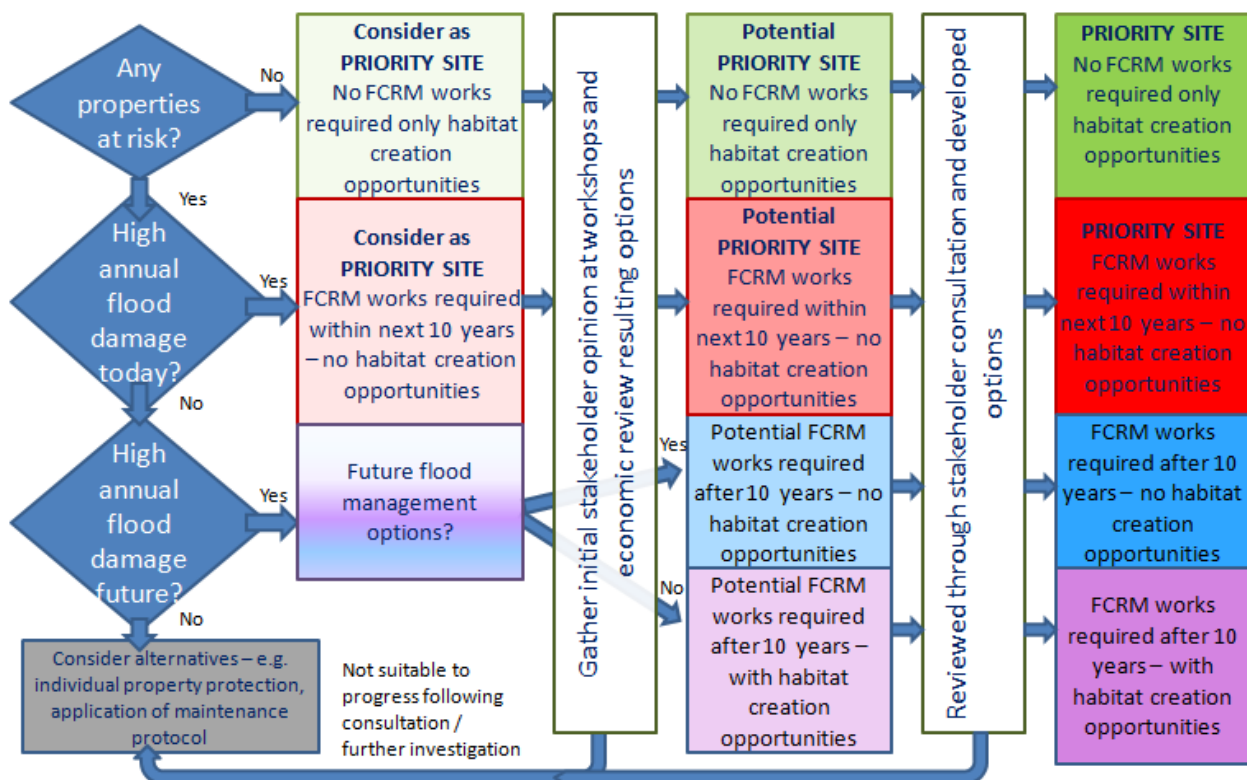 Any
properties
at risk?
No
Yes
Consider as
PRIORITY SITE
No FCRM works
required only habitat
creation
opportunities
High
annual
flood
damage
today?
Yes
No
Consider as
PRIORITY SITE
FCRM works required
within next 10 years
– no habitat creation
opportunities
High
annual
flood
damage
future?
Yes
No
Future flood
management
options?
Consider alternatives – e.g.
individual property protection,
application of maintenance
protocol
Not suitable to
progress following
consultation /
further investigation
Gather initial stakeholder opinion at workshops and
economic review resulting options
Potential
PRIORITY SITE
No FCRM works
required only
habitat creation
opportunities
Potential
PRIORITY SITE
FCRM works
required within
next 10 years – no
habitat creation
opportunities
Yes
Potential FCRM
works required
after 10 years – no
habitat creation
opportunities
No
Potential FCRM
works required
after 10 years –
with habitat
creation
opportunities
Reviewed through stakeholder consultation and developed
options
PRIORITY SITE
No FCRM works
required only
habitat creation
opportunities
PRIORITY SITE
FCRM works
required within
next 10 years – no
habitat creation
opportunities
FCRM works
required after 10
years – no habitat
creation
opportunities
FCRM works
required after 10
years – with
habitat creation
opportunities